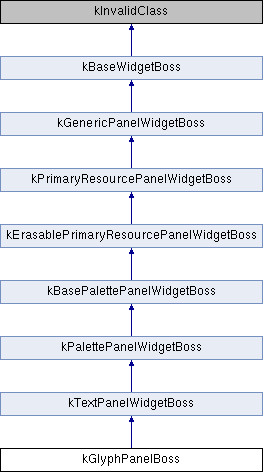 kInvalidClass
kBaseWidgetBoss
kGenericPanelWidgetBoss
kPrimaryResourcePanelWidgetBoss
kErasablePrimaryResourcePanelWidgetBoss
kBasePalettePanelWidgetBoss
kPalettePanelWidgetBoss
kTextPanelWidgetBoss
kGlyphPanelBoss